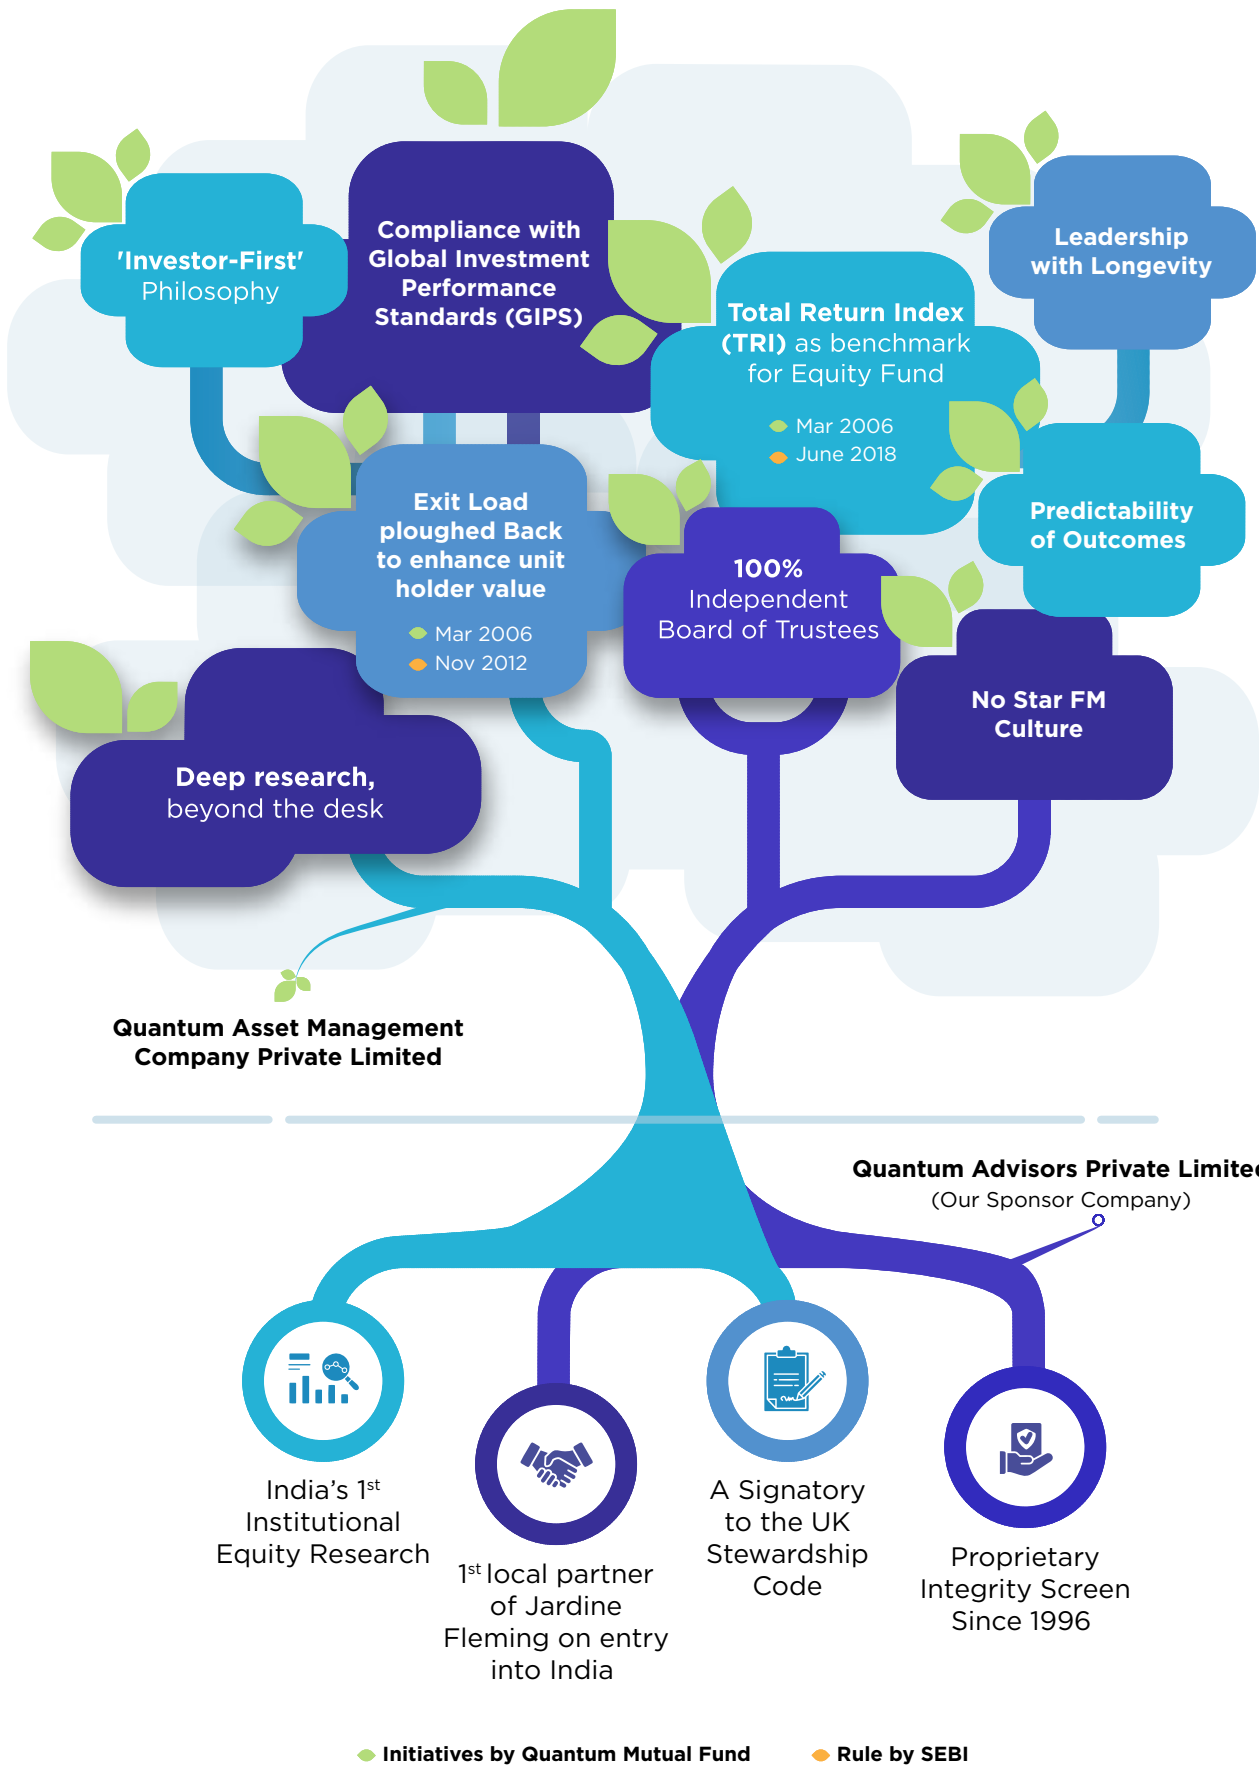 'Investor-First'
Philosophy
Compliance with
Global Investment
Performance
Standards (GIPS)
Total Return Index
(TRI) as benchmark
for Equity Fund
Mar 2006
June 2018
Leadership
with Longevity
Exit Load
ploughed Back
to enhance unit
holder value
Mar 2006
Nov 2012
100%
Independent
Board of Trustees
Predictability
of Outcomes
No Star FM
Culture
Deep research,
beyond the desk
Quantum Asset Management
Company Private Limited
Quantum Advisors Private Limited
(Our Sponsor Company)
India's 1st
Institutional
Equity Research
1st local partner
of Jardine
Fleming on entry
into India
A Signatory
to the UK
Stewardship
Code
Proprietary
Integrity Screen
Since 1996
Initiatives by Quantum Mutual Fund
Rule by SEBI